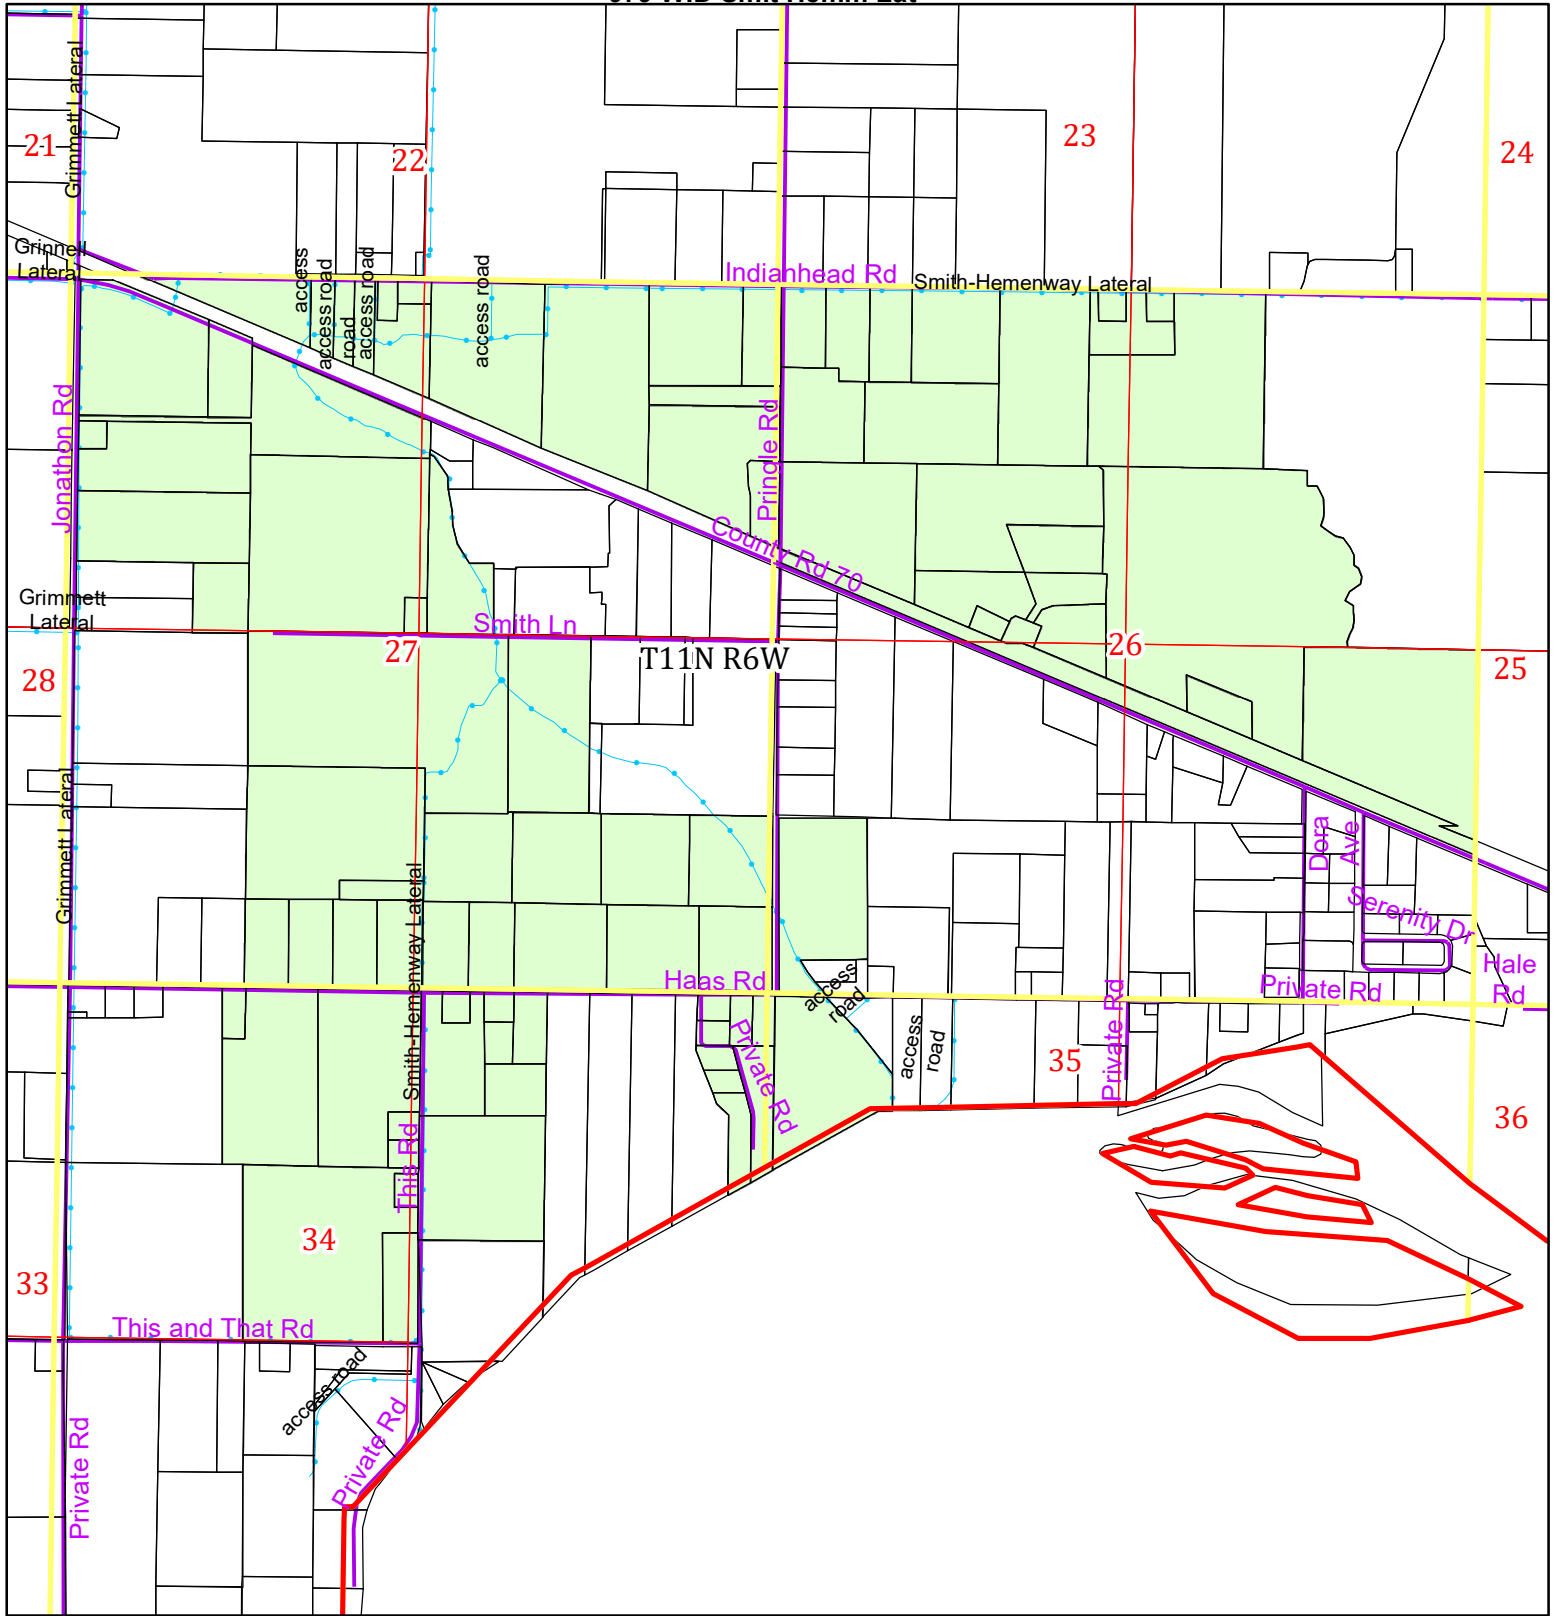 Grimmett Lateral
21
22
23
24
Grinnell
Lateral
access
road
access road
access road
access road
Indianhead Rd
Smith-Hemenway Lateral
Jonathon Rd
Pringle Rd
County Rd 70
Grimmett
Lateral
Smith Ln
27
T11N R6W
26
28
25
Grimmett Lateral
Smith-Hemenway Lateral
Dora
Ave
Serenity Dr
Haas Rd
access
road
Private Rd
Hale
Rd
Private Rd
access
road
35
Private Rd
36
This Rd
34
33
This and That Rd
access road
Private Rd
Private Rd